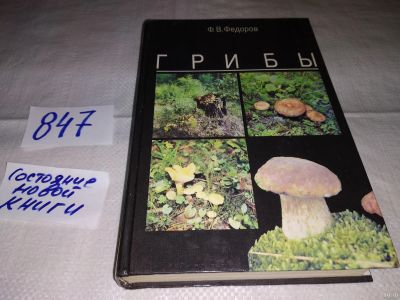 Ф.В.Федоров
ГРИБЫ
847
Состояние
новой
книги